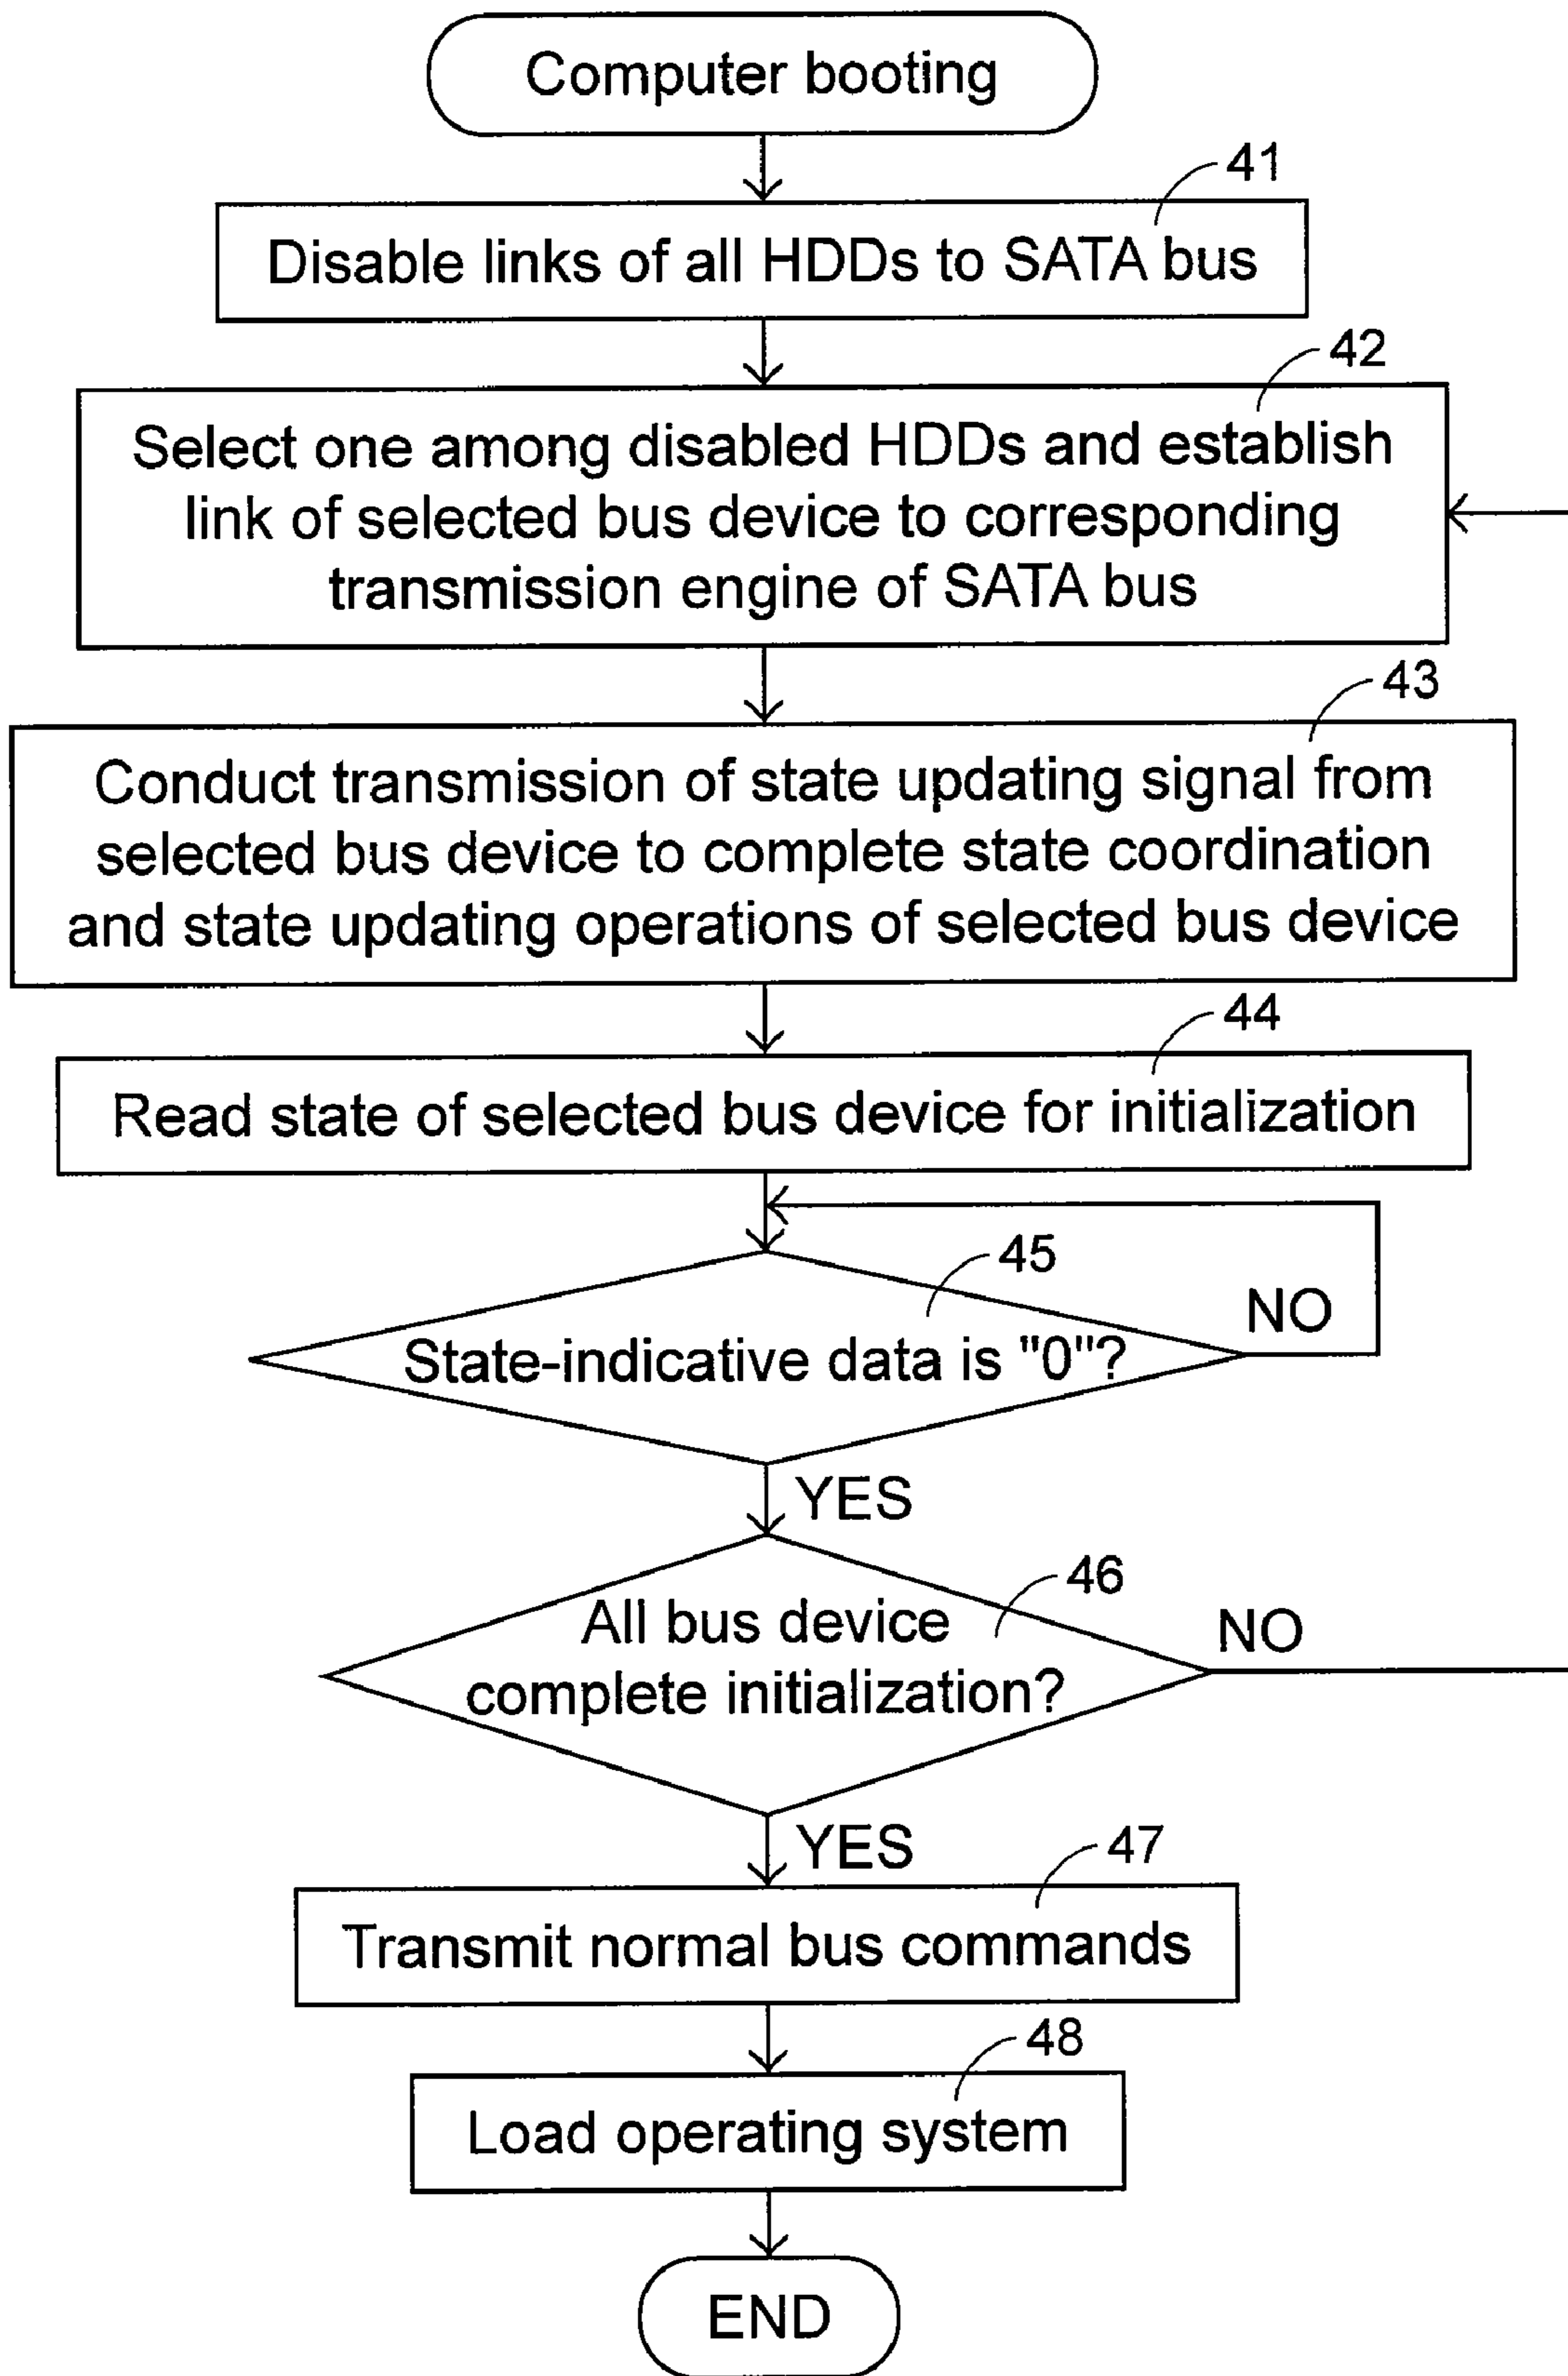 Computer booting
41
Disable links of all HDDs to SATA bus
42
Select one among disabled HDDs and establish
link of selected bus device to corresponding
transmission engine of SATA bus
43
Conduct transmission of state updating signal from
selected bus device to complete state coordination
and state updating operations of selected bus device
44
Read state of selected bus device for initialization
45
NO
State-indicative data is "0"?
YES
46
All bus device
NO
complete initialization?
YES
47
Transmit normal bus commands
48
Load operating system
END